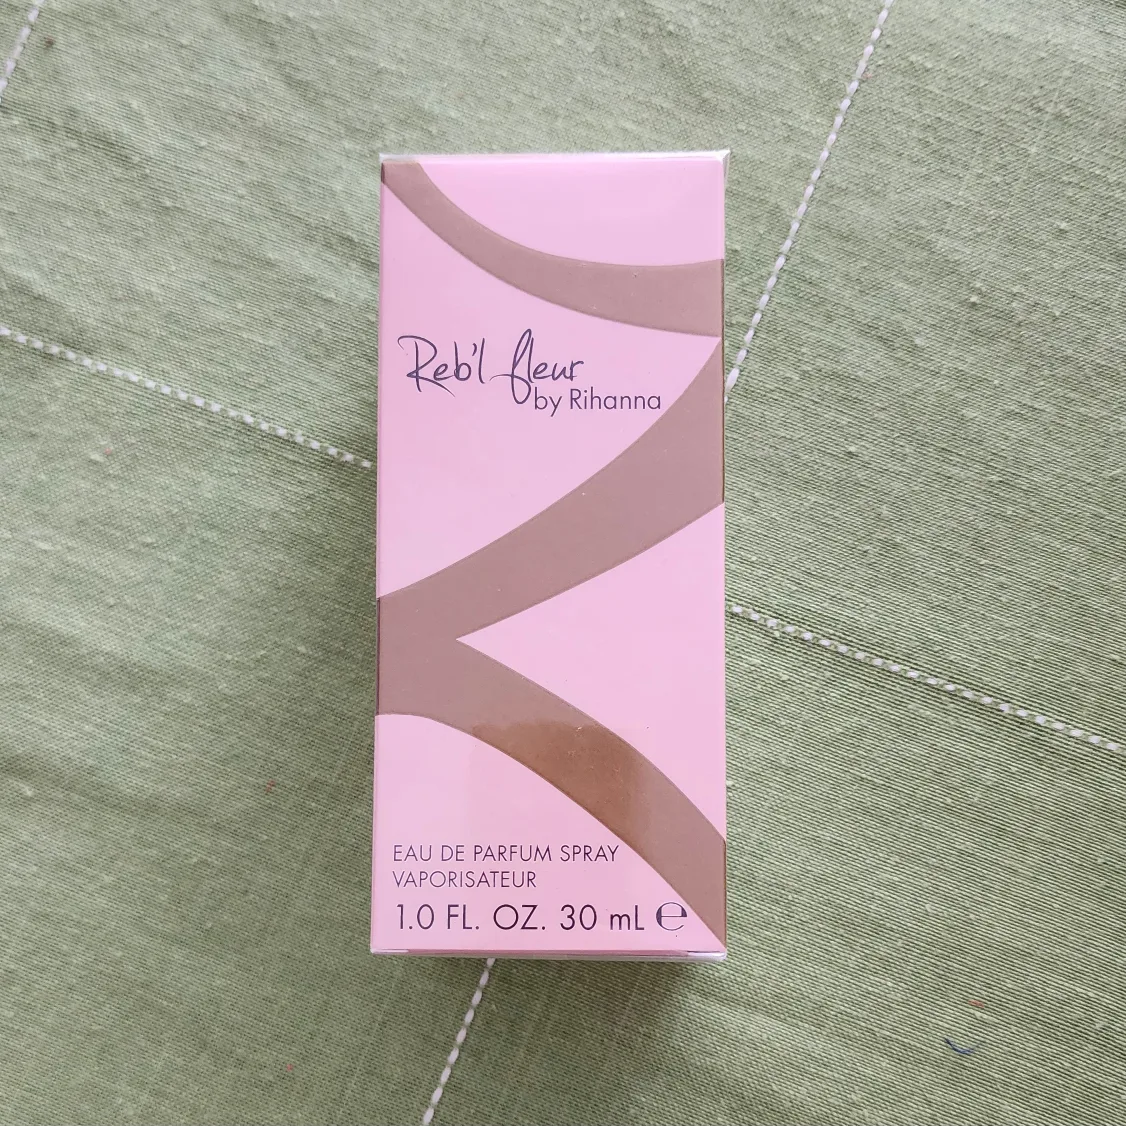 Reb'l fleur
by Rihanna
EAU DE PARFUM SPRAY
VAPORISATEUR
1.0 FL. OZ. 30 mL ℮